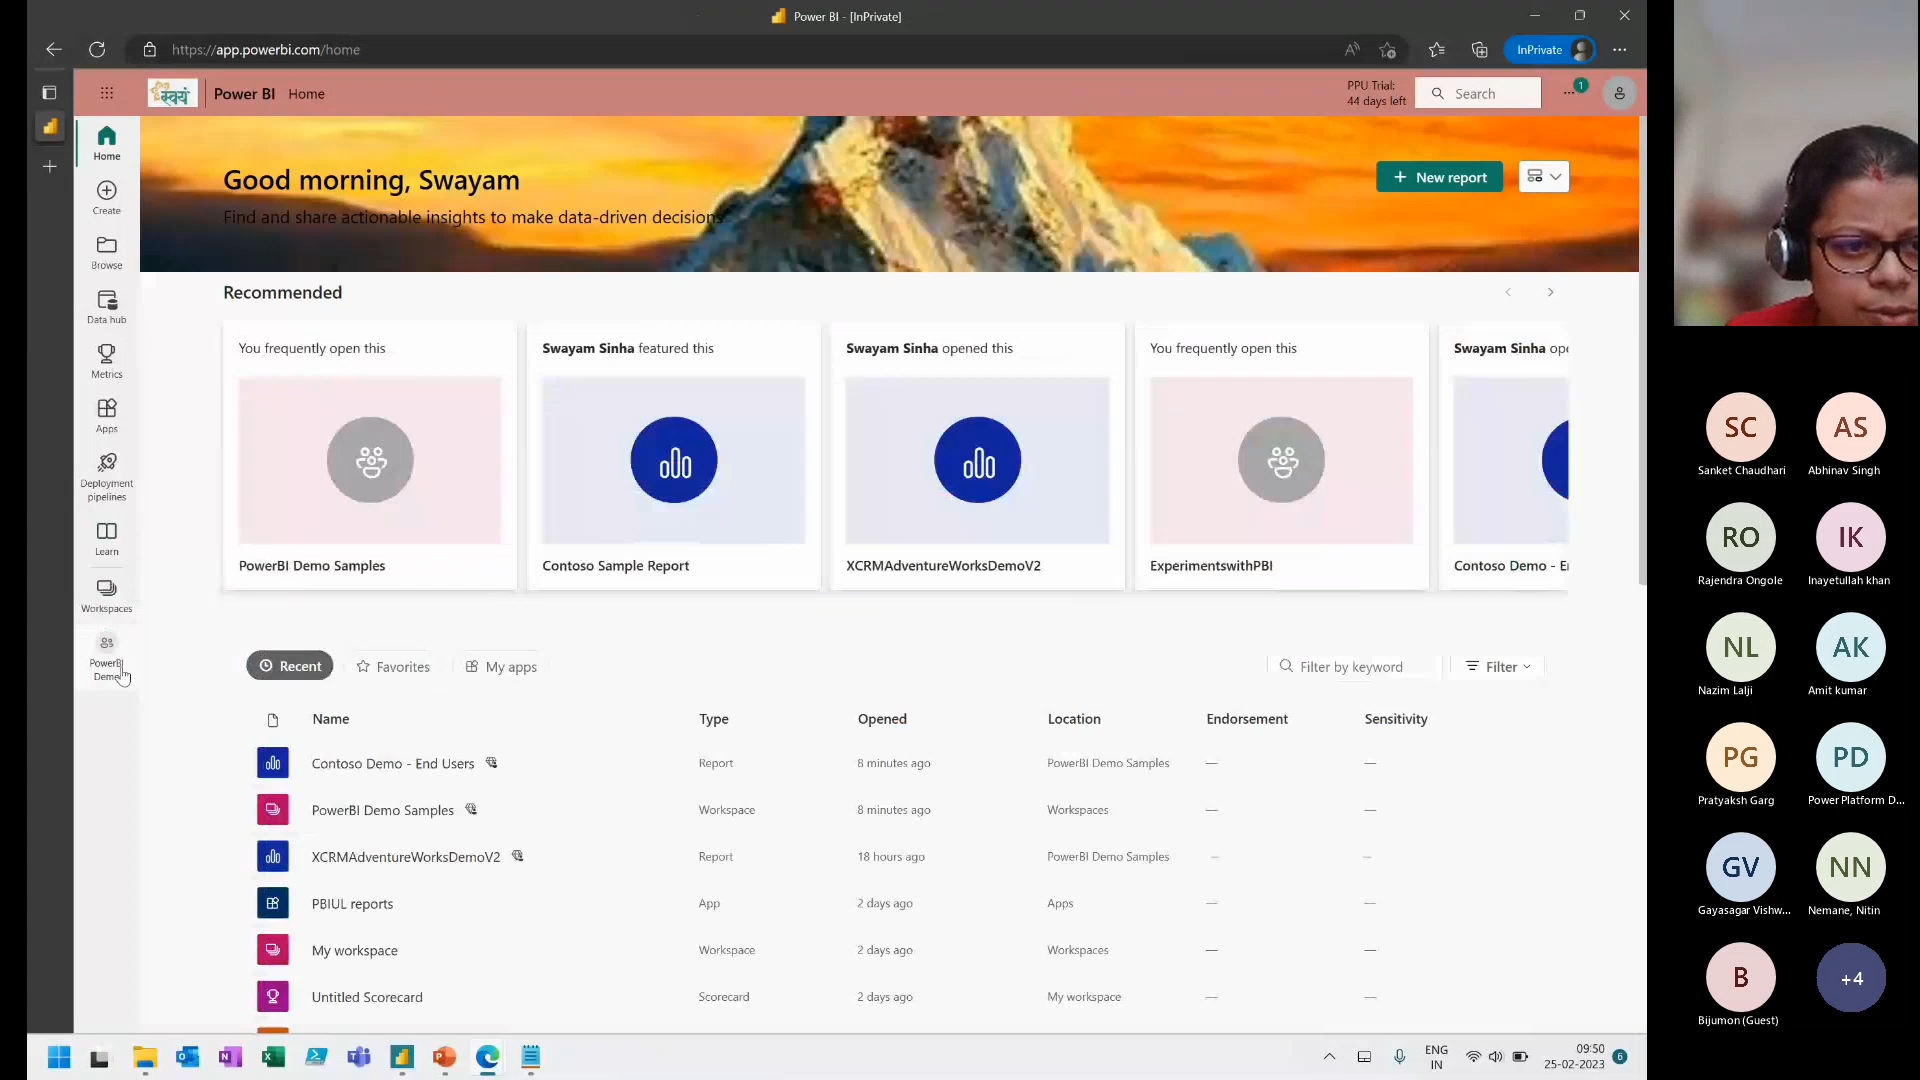 Power BI - [InPrivate]
https://app.powerbi.com/home
InPrivate
स्वयं
Power BI Home
PPU Trial:
44 days left
Search
1
Home
Create
Browse
Data hub
Metrics
Apps
Deployment
pipelines
Learn
Workspaces
PowerBI
Demo
Good morning, Swayam
Find and share actionable insights to make data-driven decisions
New report
Recommended
You frequently open this
PowerBI Demo Samples
Swayam Sinha featured this
Contoso Sample Report
Swayam Sinha opened this
XCRMAdventureWorksDemoV2
You frequently open this
ExperimentswithPBI
Swayam Sinha ope
Contoso Demo - E
Recent Favorites My apps
Filter by keyword Filter
Name Type Opened Location Endorsement Sensitivity
Contoso Demo - End Users Report 8 minutes ago PowerBI Demo Samples — —
PowerBI Demo Samples Workspace 8 minutes ago Workspaces — —
XCRMAdventureWorksDemoV2 Report 18 hours ago PowerBI Demo Samples — —
PBIUL reports App 2 days ago Apps — —
My workspace Workspace 2 days ago Workspaces — —
Untitled Scorecard Scorecard 2 days ago My workspace — —
ENG
IN
09:50
25-02-2023
6
SC AS
Sanket Chaudhari Abhinav Singh
RO IK
Rajendra Ongole Inayetullah khan
NL AK
Nazim Lalji Amit kumar
PG PD
Pratyaksh Garg Power Platform D...
GV NN
Gayasagar Vishw... Nemane, Nitin
B +4
Bijumon (Guest)